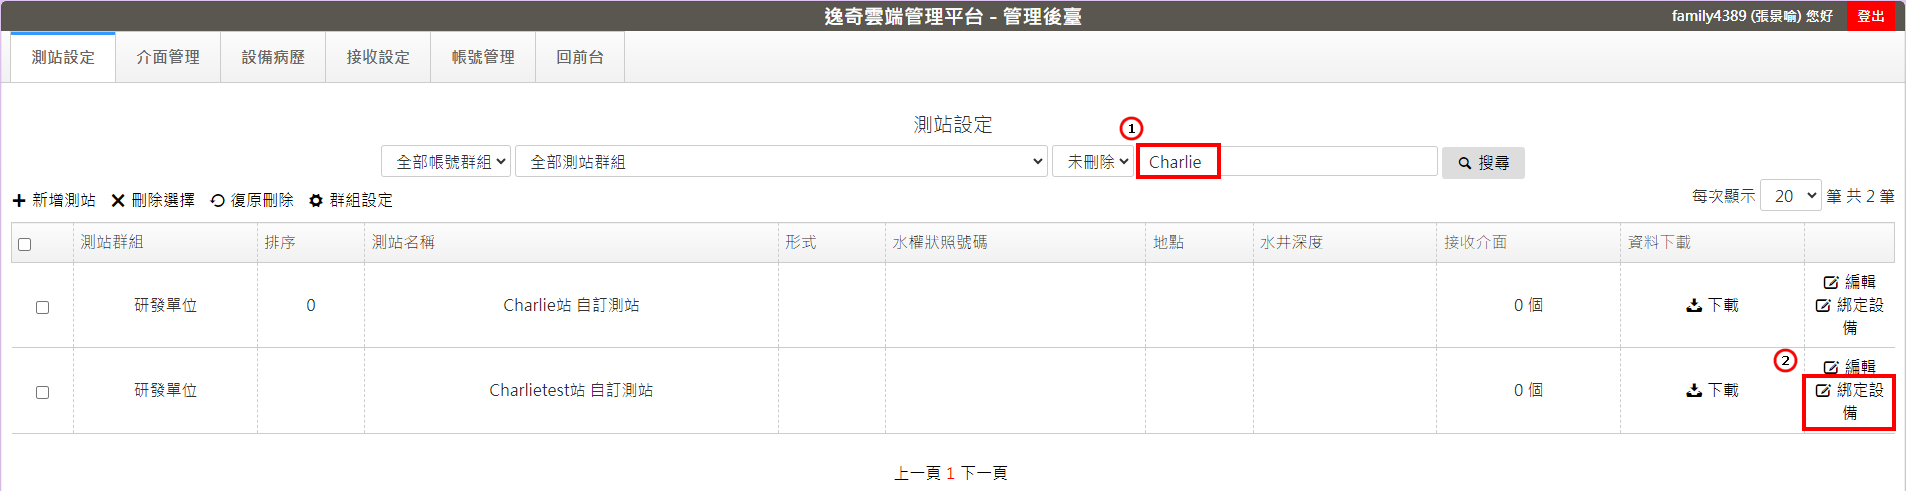 逸奇雲端管理平台 - 管理後臺
family4389 (張景喻) 您好 登出
測站設定 介面管理 設備病歷 接收設定 帳號管理 回前台
測站設定
1
全部帳號群組 全部測站群組 未刪除 Charlie 搜尋
新增測站 刪除選擇 復原刪除 群組設定
每次顯示 20 筆 共 2 筆
測站群組 排序 測站名稱 形式 水權狀照號碼 地點 水井深度 接收介面 資料下載
研發單位 0 Charlie站 自訂測站 0 個 下載
編輯
綁定設
備
2
研發單位 Charlietest站 自訂測站 0 個 下載
編輯
綁定設
備
上一頁 1 下一頁